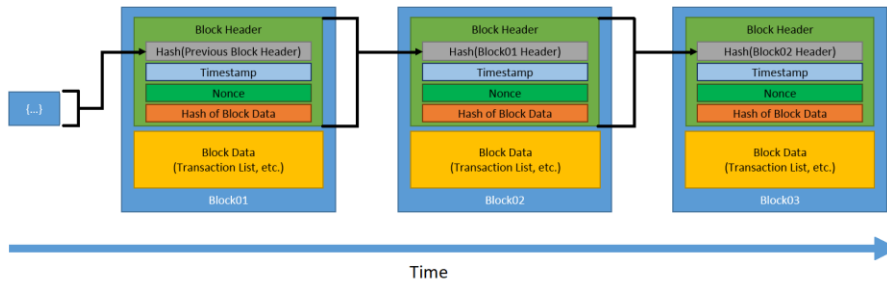 {...}
Block Header
Hash(Previous Block Header)
Timestamp
Nonce
Hash of Block Data
Block Data
(Transaction List, etc.)
Block01
Block Header
Hash(Block01 Header)
Timestamp
Nonce
Hash of Block Data
Block Data
(Transaction List, etc.)
Block02
Block Header
Hash(Block02 Header)
Timestamp
Nonce
Hash of Block Data
Block Data
(Transaction List, etc.)
Block03
Time